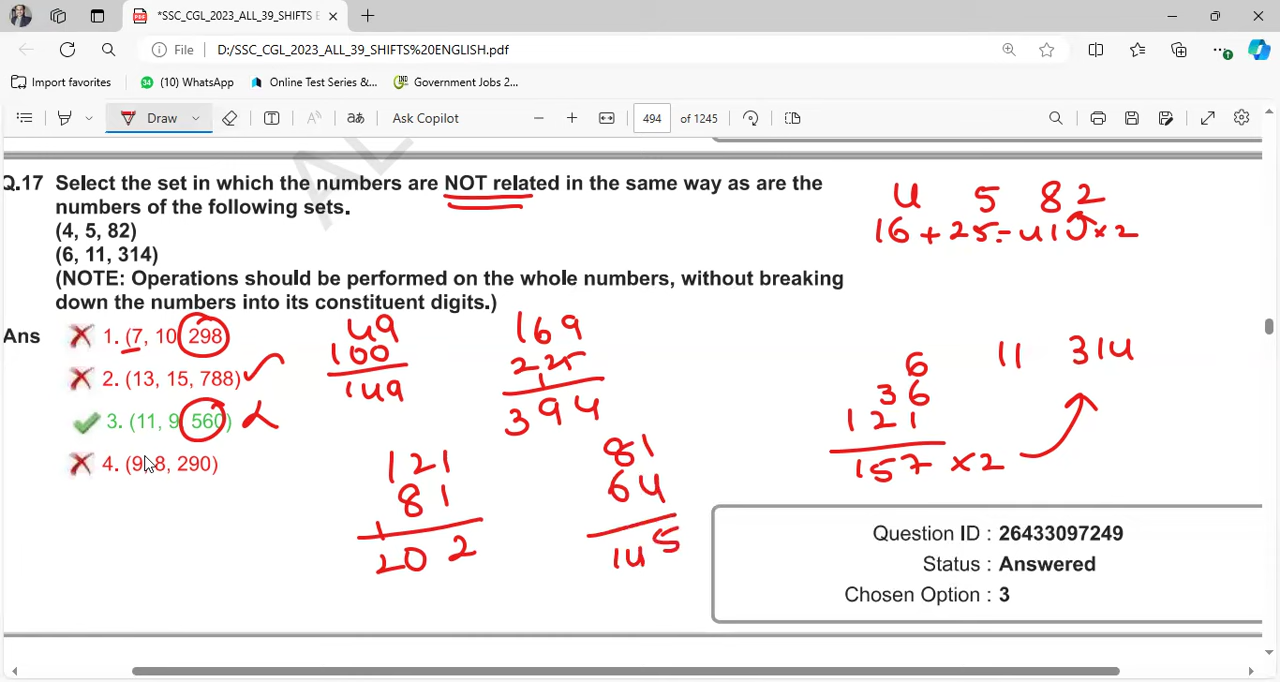 *SSC_CGL_2023_ALL_39_SHIFTS E
File D:/SSC_CGL_2023_ALL_39_SHIFTS%20ENGLISH.pdf
Import favorites 34 (10) WhatsApp Online Test Series &... Government Jobs 2...
Draw aあ Ask Copilot 494 of 1245
AL
Q.17 Select the set in which the numbers are NOT related in the same way as are the
numbers of the following sets.
(4, 5, 82)
(6, 11, 314)
(NOTE: Operations should be performed on the whole numbers, without breaking
down the numbers into its constituent digits.)
Ans 1. (7, 10 298
2. (13, 15, 788)
3. (11, 9, 560)
4. (9, 8, 290)
4 5 82
16 + 25 = 41 × 2
49
100
149
169
225
1
394
6 11 314
36
121
157 × 2
121
81
1
202
81
64
145
Question ID : 26433097249
Status : Answered
Chosen Option : 3